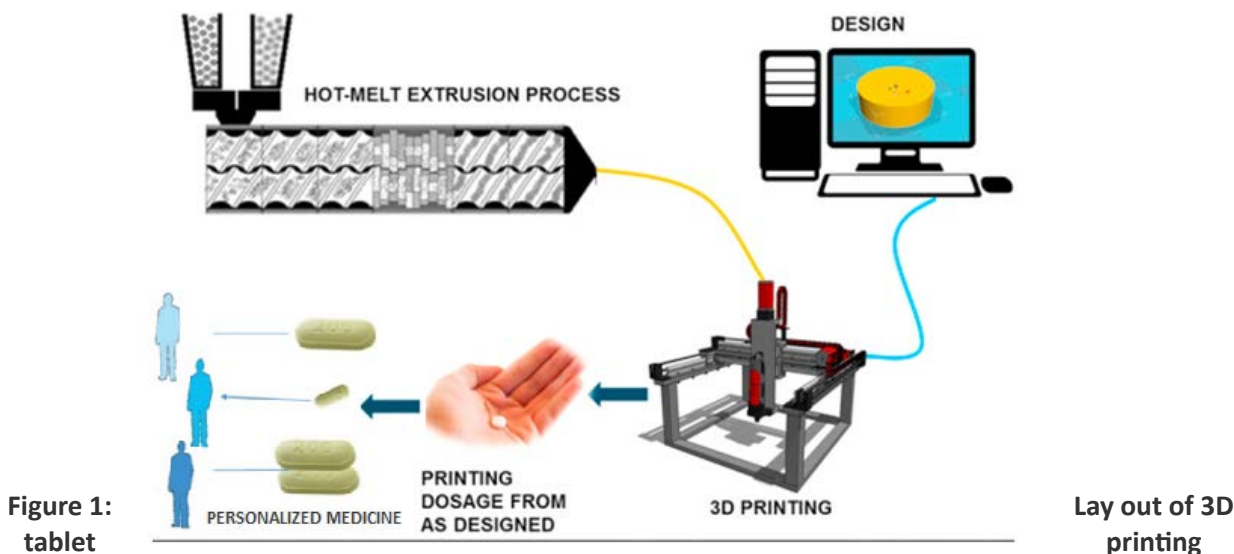 DESIGN
HOT-MELT EXTRUSION PROCESS
PRINTING
DOSAGE FROM
AS DESIGNED
3D PRINTING
PERSONALIZED MEDICINE
Figure 1:
tablet
Lay out of 3D
printing